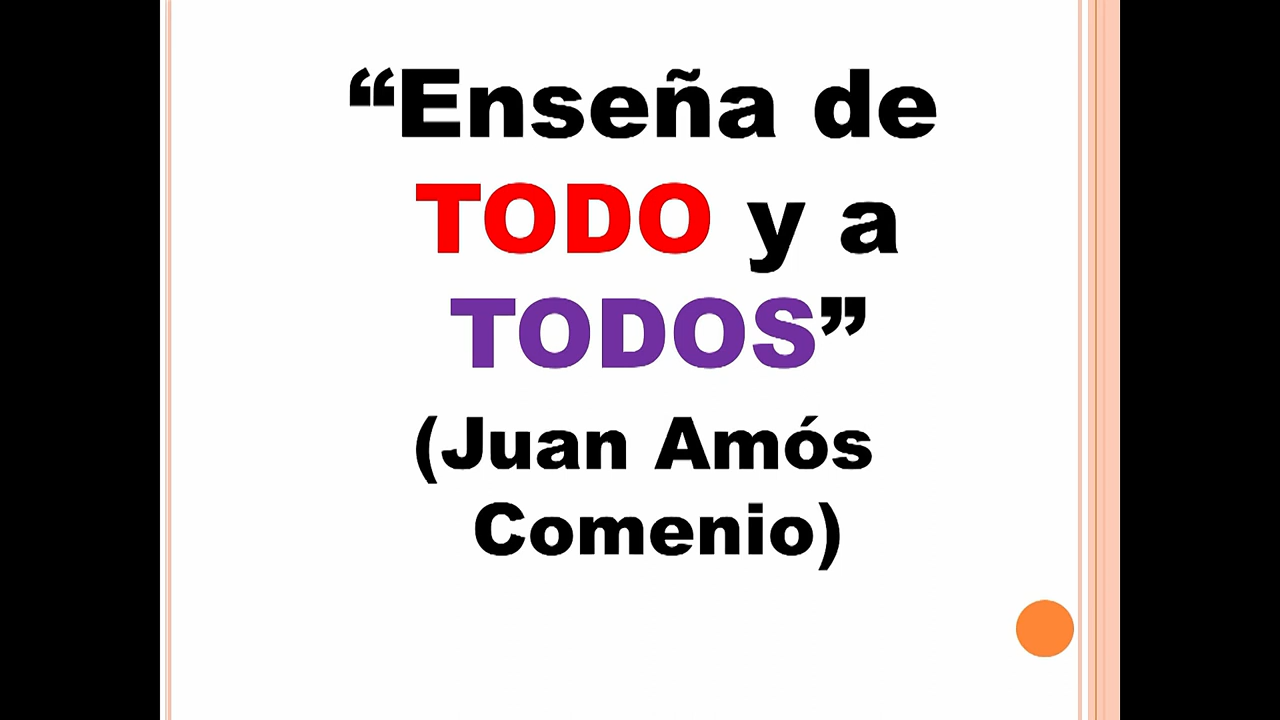 “Enseña de
TODO y a
TODOS”
(Juan Amós
Comenio)